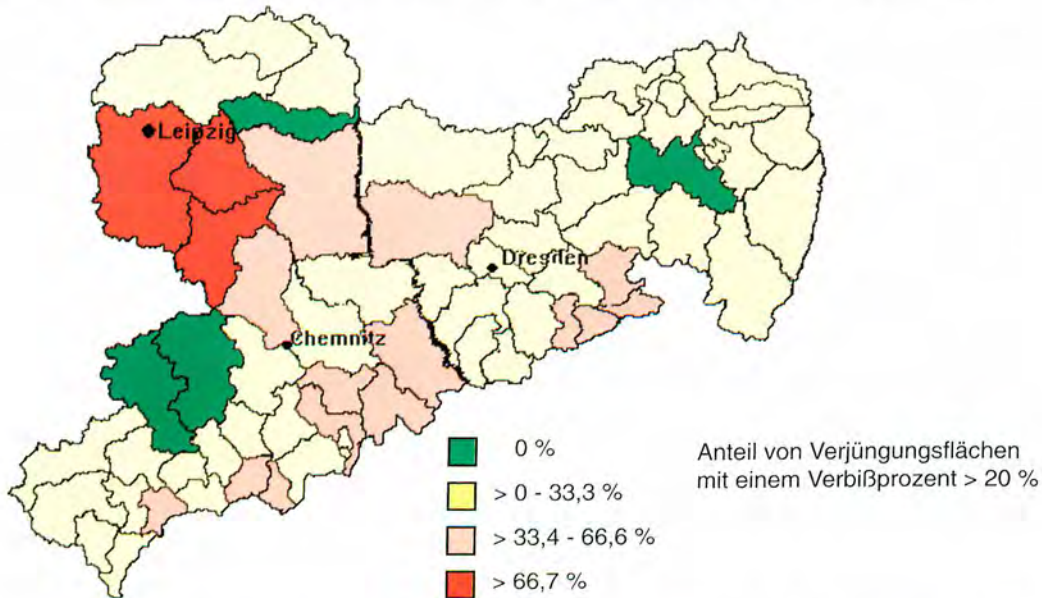 Leipzig
Dresden
Chemnitz
0 %
> 0 - 33,3 %
> 33,4 - 66,6 %
> 66,7 %
Anteil von Verjüngungsflächen
mit einem Verbißprozent > 20 %